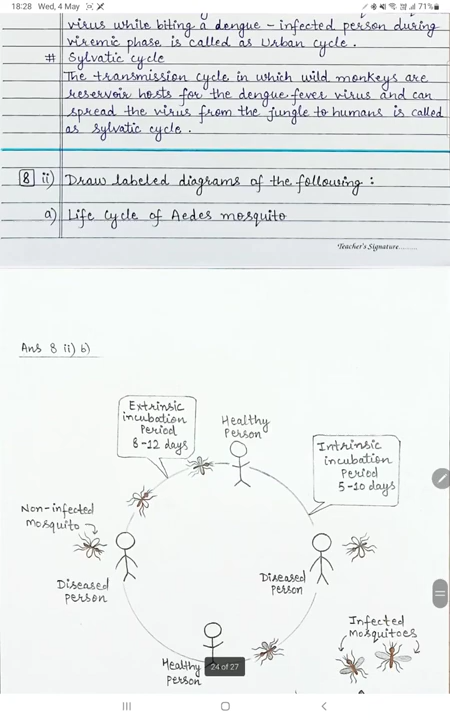 18:28 Wed, 4 May
71%
virus while biting a dengue-infected person during
viremic phase is called as Urban cycle.
# Sylvatic cycle
The transmission cycle in which wild monkeys are
reservoir hosts for the dengue fever virus and can
spread the virus from the jungle to humans is called
as sylvatic cycle.
8 ii) Draw labeled diagrams of the following :
a) Life cycle of Aedes mosquito
Teacher's Signature.........
Ans 8 ii) b)
Extrinsic
incubation
Period
8-12 days
Healthy
Person
Intrinsic
incubation
Period
5-10 days
Non-infected
mosquito
Diseased
person
Diseased
person
Infected
Mosquitoes
Healthy
person
24 of 27